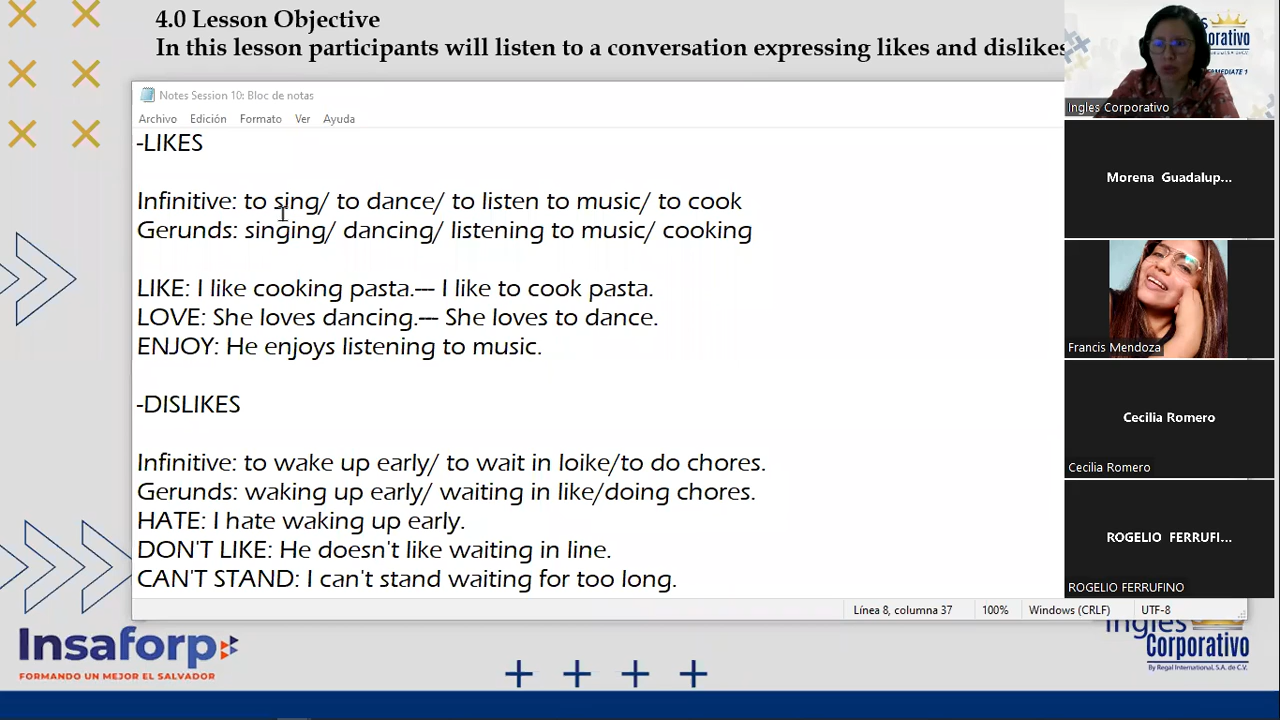 4.0 Lesson Objective
In this lesson participants will listen to a conversation expressing likes and dislikes
Notes Session 10: Bloc de notas
Archivo Edición Formato Ver Ayuda
-LIKES
Infinitive: to sing/ to dance/ to listen to music/ to cook
Gerunds: singing/ dancing/ listening to music/ cooking
LIKE: I like cooking pasta.--- I like to cook pasta.
LOVE: She loves dancing.--- She loves to dance.
ENJOY: He enjoys listening to music.
-DISLIKES
Infinitive: to wake up early/ to wait in loike/to do chores.
Gerunds: waking up early/ waiting in like/doing chores.
HATE: I hate waking up early.
DON'T LIKE: He doesn't like waiting in line.
CAN'T STAND: I can't stand waiting for too long.
Línea 8, columna 37 100% Windows (CRLF) UTF-8
Ingles Corporativo
Morena Guadalup...
Francis Mendoza
Cecilia Romero
Cecilia Romero
ROGELIO FERRUFI...
ROGELIO FERRUFINO
Insaforp
FORMANDO UN MEJOR EL SALVADOR
Ingles
Corporativo
By Regal International, S.A. de C.V.